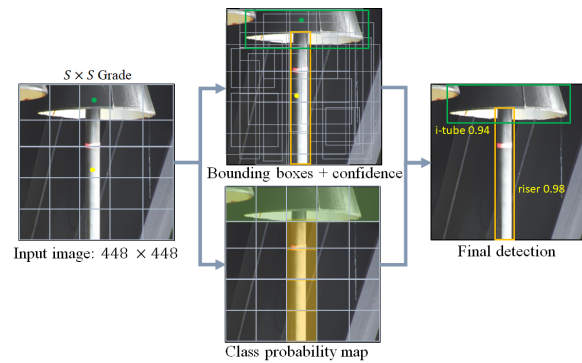 S × S Grade
Input image: 448 × 448
Bounding boxes + confidence
Class probability map
i-tube 0.94
riser 0.98
Final detection